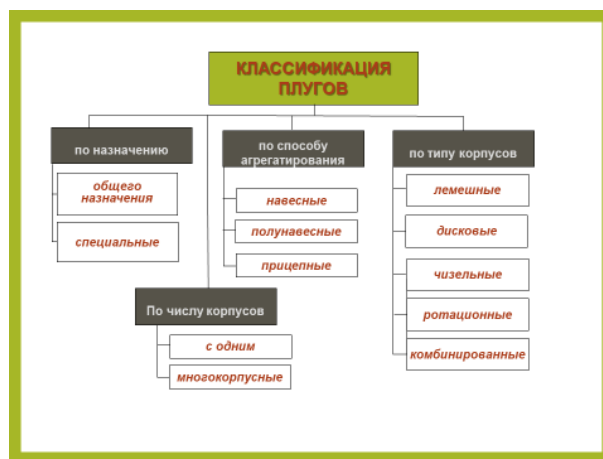 КЛАССИФИКАЦИЯ
ПЛУГОВ
по назначению
общего
назначения
специальные
По числу корпусов
с одним
многокорпусные
по способу
агрегатирования
навесные
полунавесные
прицепные
по типу корпусов
лемешные
дисковые
чизельные
ротационные
комбинированные